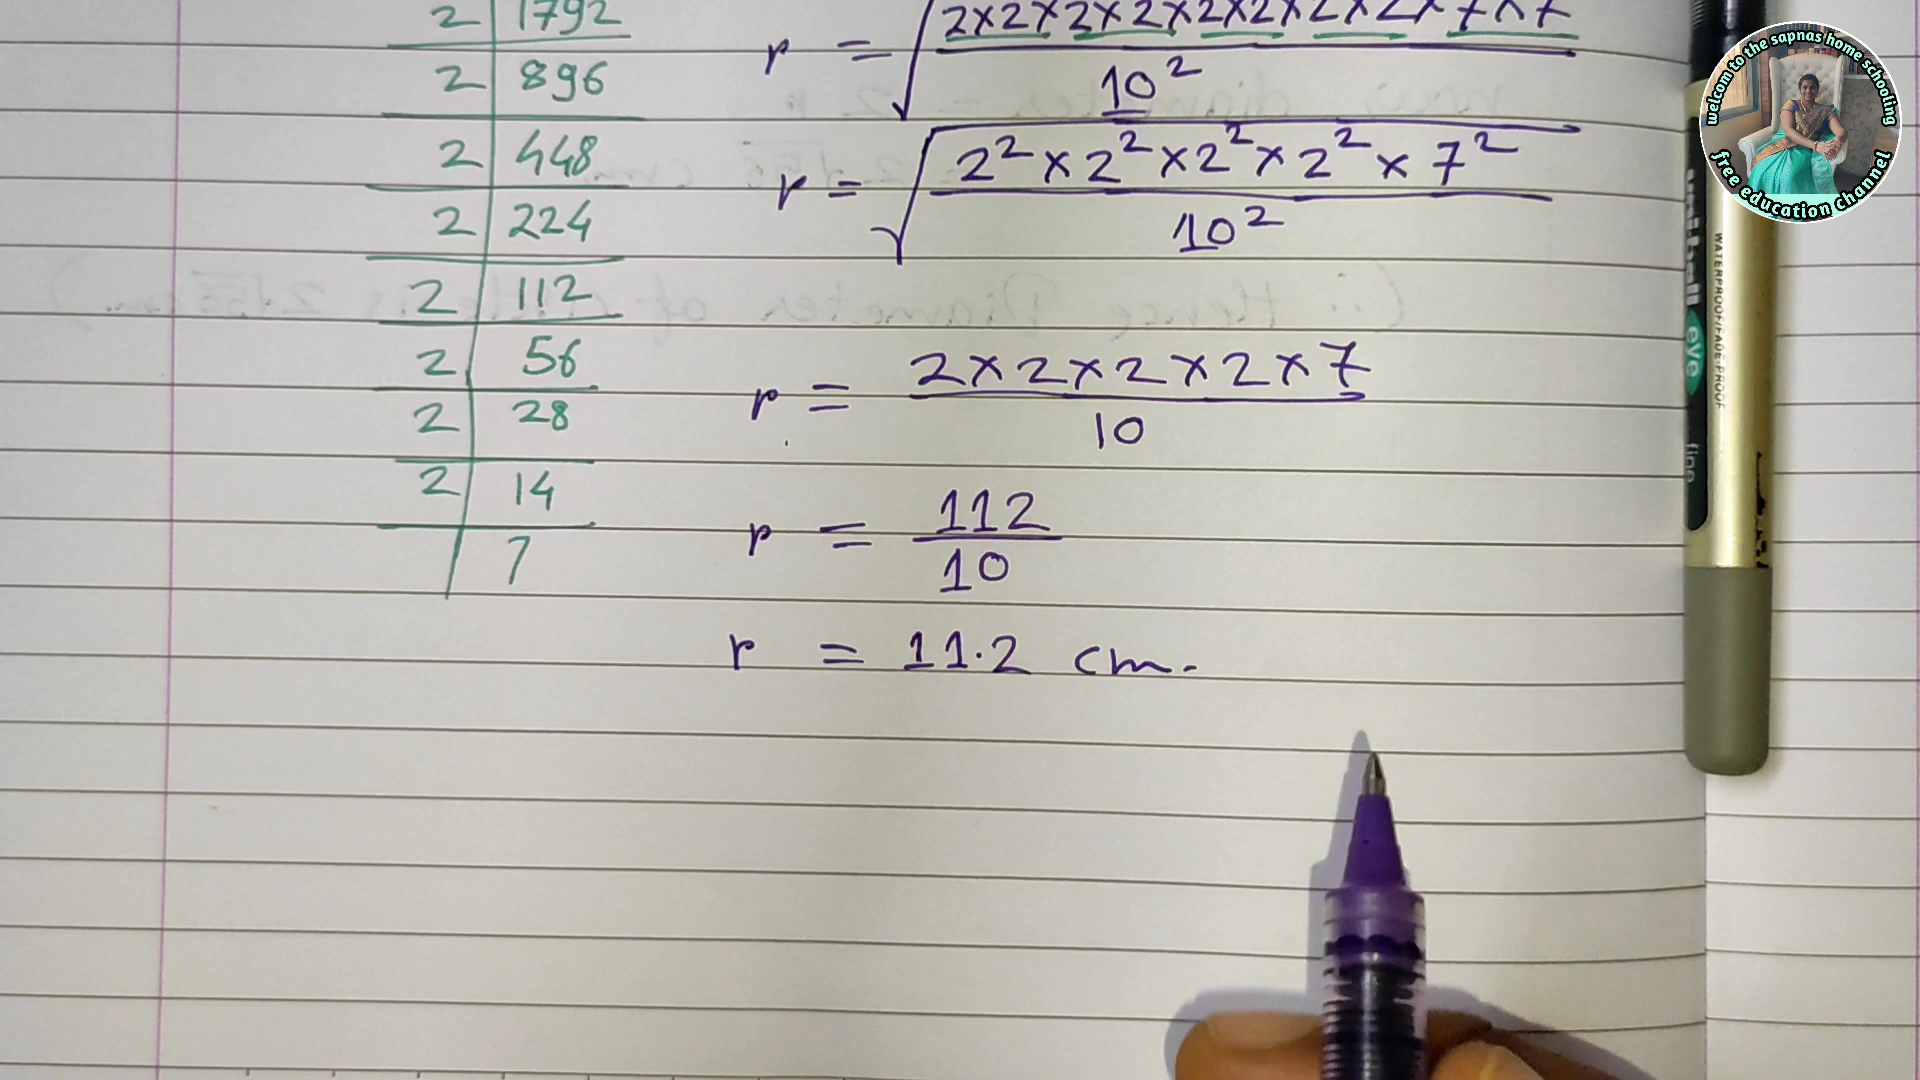 2 | 1792
2 | 896
2 | 448
2 | 224
2 | 112
2 | 56
2 | 28
2 | 14
7
r = √(2×2×2×2×2×2×2×2×7×7 / 10²)
r = √(2² × 2² × 2² × 2² × 7² / 10²)
r = 2 × 2 × 2 × 2 × 7 / 10
r = 112 / 10
r = 11.2 cm.
welcom to the sapnas home schooling
free education channel
eye
WATERPROOF/FADE-PROOF
fine